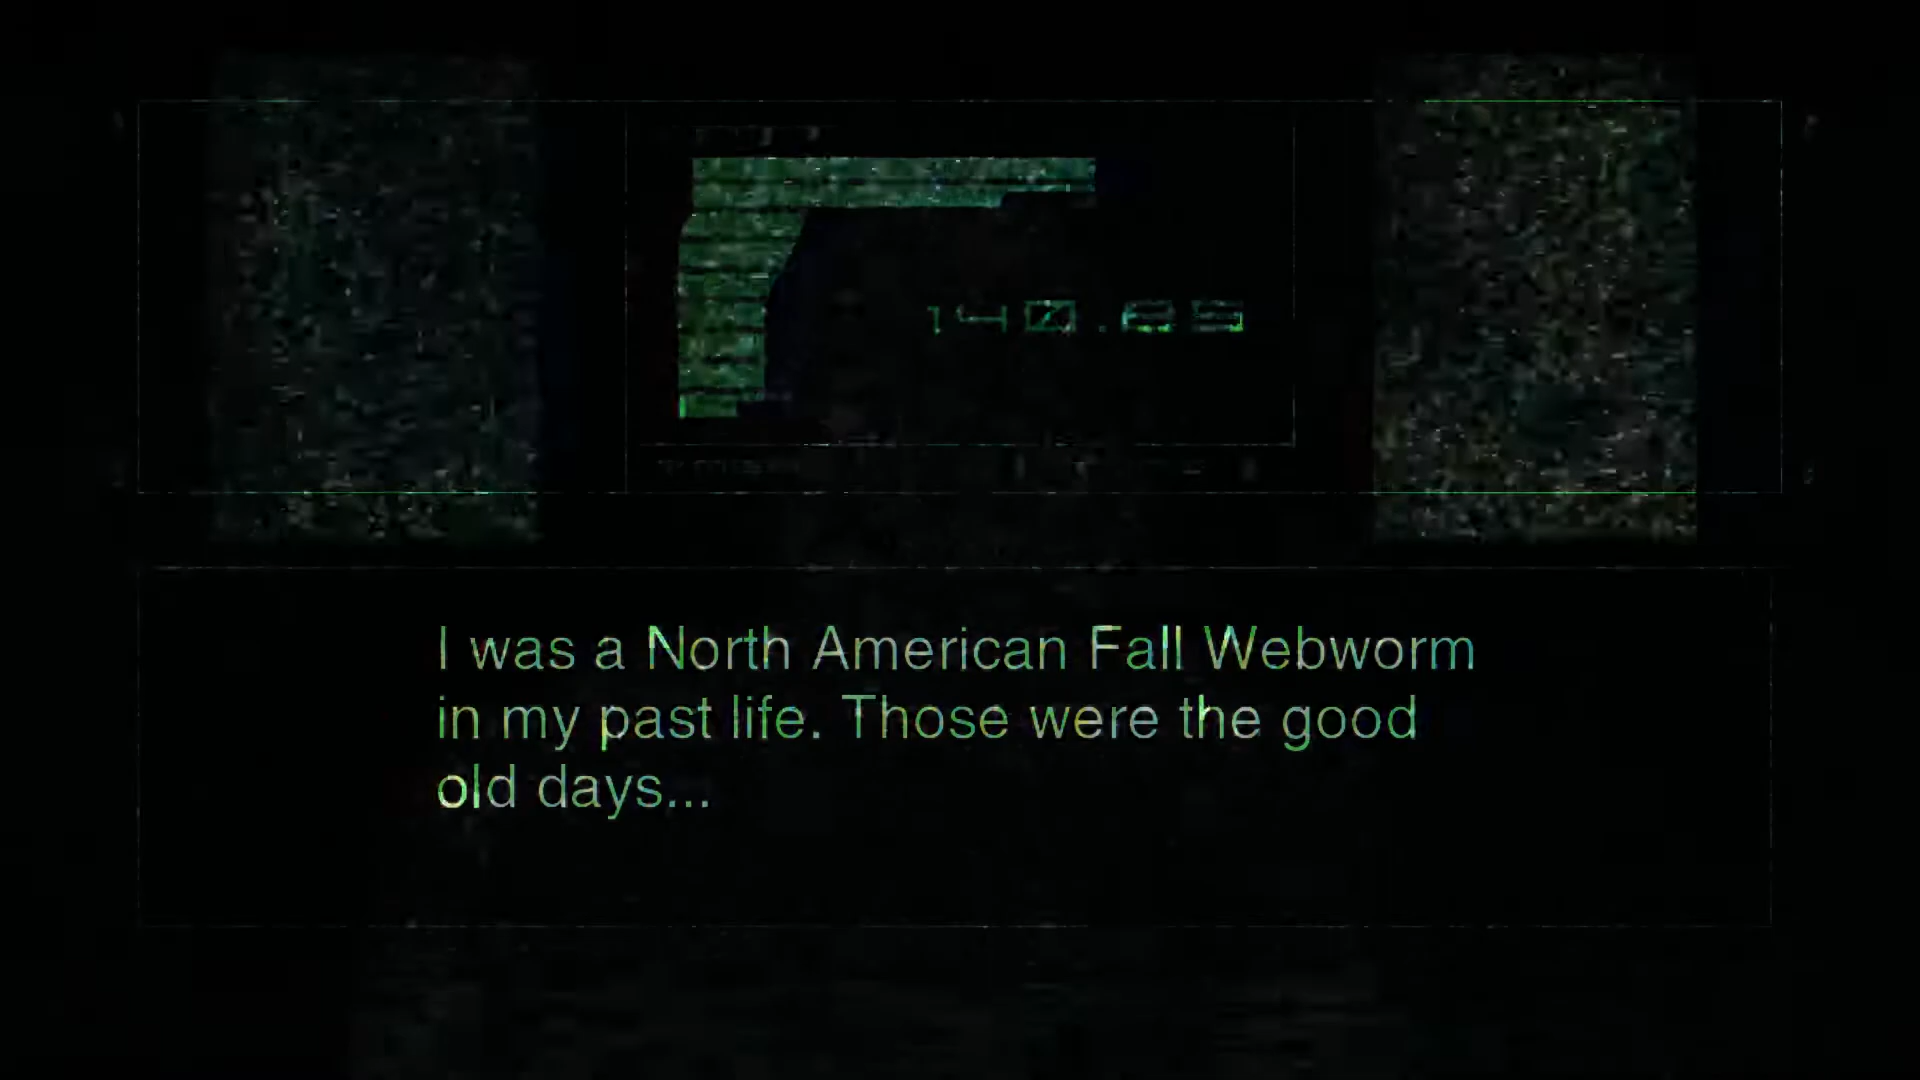 140.85
I was a North American Fall Webworm
in my past life. Those were the good
old days...